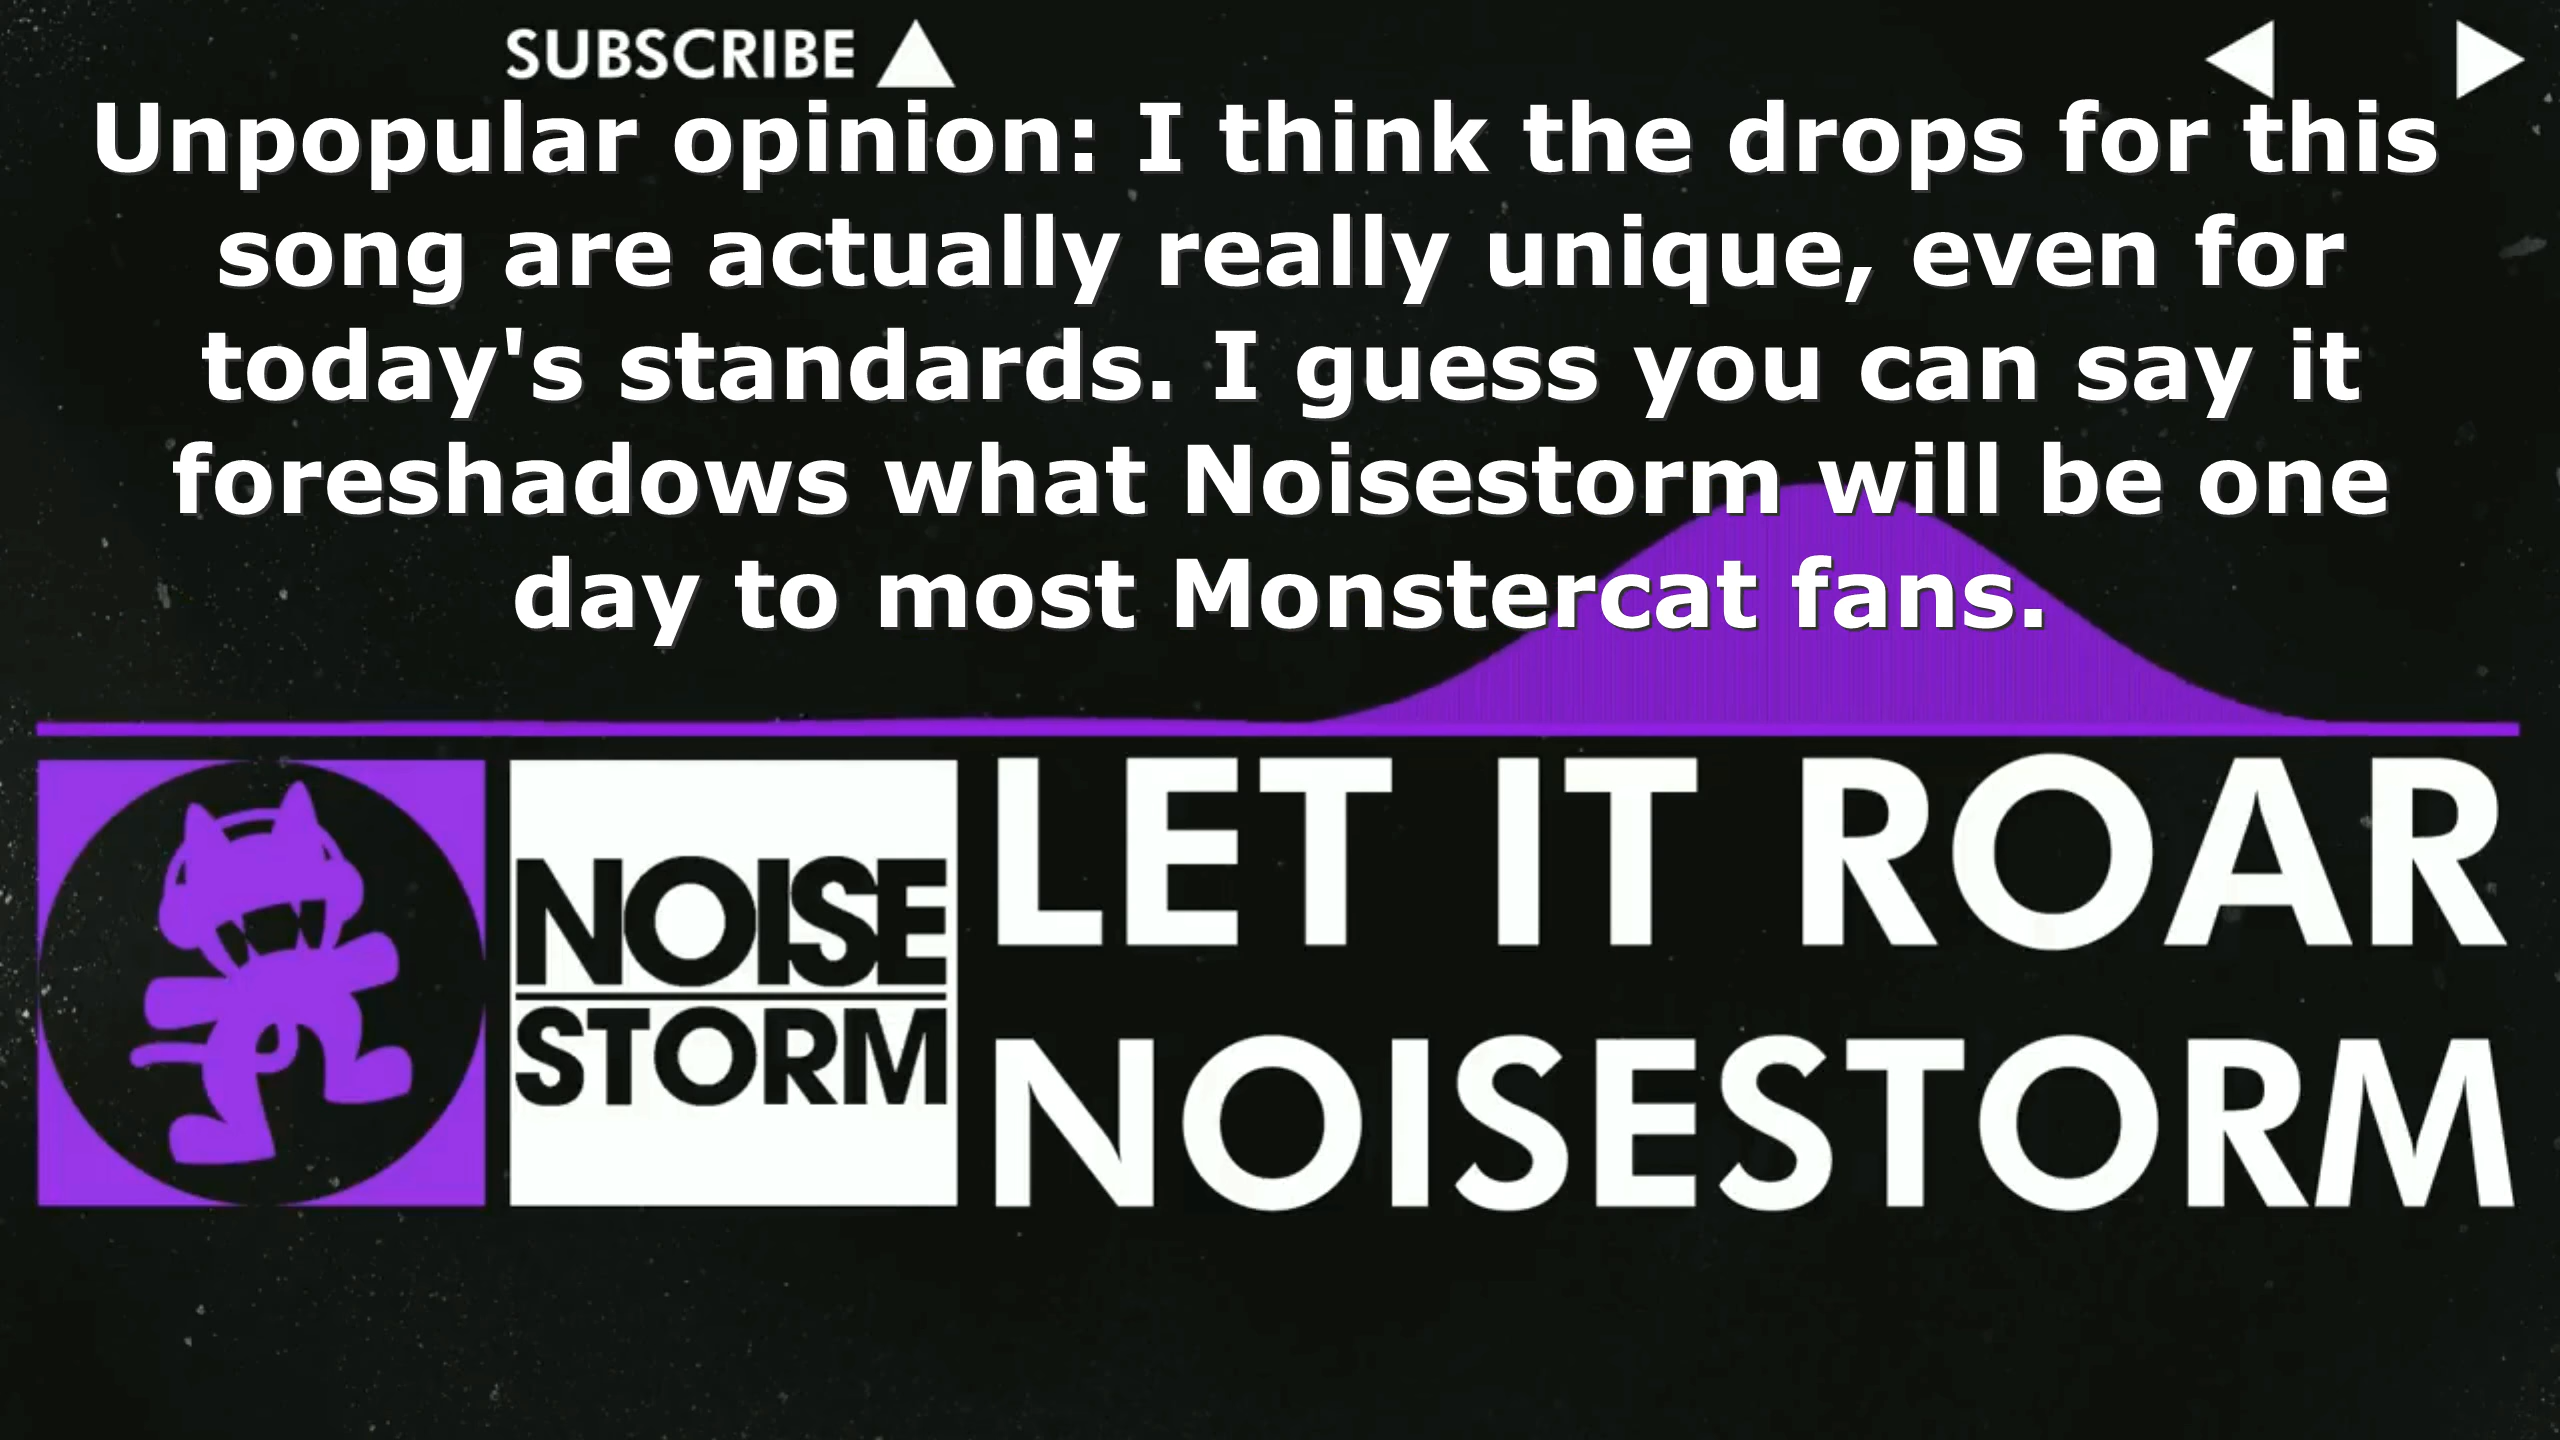 SUBSCRIBE
Unpopular opinion: I think the drops for this
song are actually really unique, even for
today's standards. I guess you can say it
foreshadows what Noisestorm will be one
day to most Monstercat fans.
LET IT ROAR
NOISE
STORM
NOISESTORM